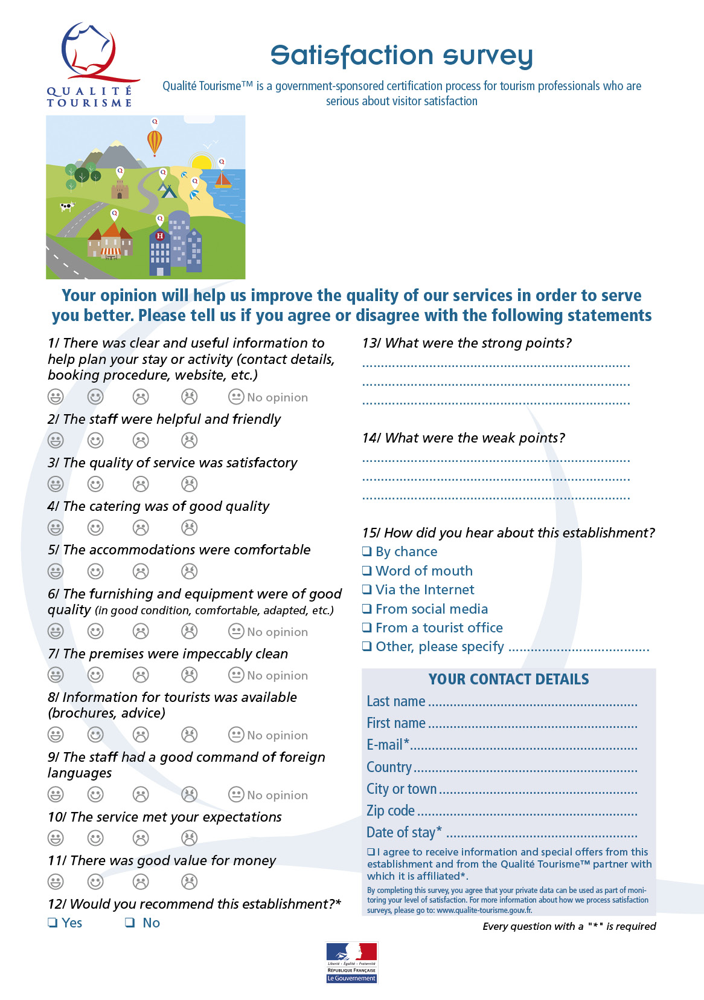 QUALITÉ
TOURISME
Satisfaction survey
Qualité Tourisme™ is a government-sponsored certification process for tourism professionals who are
serious about visitor satisfaction
Q
Q
Q
Q
Q
Q
Q
H
Your opinion will help us improve the quality of our services in order to serve
you better. Please tell us if you agree or disagree with the following statements
1/ There was clear and useful information to
help plan your stay or activity (contact details,
booking procedure, website, etc.)
No opinion
2/ The staff were helpful and friendly
3/ The quality of service was satisfactory
4/ The catering was of good quality
5/ The accommodations were comfortable
6/ The furnishing and equipment were of good
quality (in good condition, comfortable, adapted, etc.)
No opinion
7/ The premises were impeccably clean
No opinion
8/ Information for tourists was available
(brochures, advice)
No opinion
9/ The staff had a good command of foreign
languages
No opinion
10/ The service met your expectations
11/ There was good value for money
12/ Would you recommend this establishment?*
❑ Yes ❑ No
13/ What were the strong points?
........................................................................
........................................................................
........................................................................
14/ What were the weak points?
........................................................................
........................................................................
........................................................................
15/ How did you hear about this establishment?
❑ By chance
❑ Word of mouth
❑ Via the Internet
❑ From social media
❑ From a tourist office
❑ Other, please specify ......................................
YOUR CONTACT DETAILS
Last name ..........................................................
First name ..........................................................
E-mail*...............................................................
Country ..............................................................
City or town .......................................................
Zip code .............................................................
Date of stay* .....................................................
❑ I agree to receive information and special offers from this
establishment and from the Qualité Tourisme™ partner with
which it is affiliated*.
By completing this survey, you agree that your private data can be used as part of moni-
toring your level of satisfaction. For more information about how we process satisfaction
surveys, please go to: www.qualite-tourisme.gouv.fr.
Every question with a "*" is required
Liberté • Égalité • Fraternité
RÉPUBLIQUE FRANÇAISE
Le Gouvernement